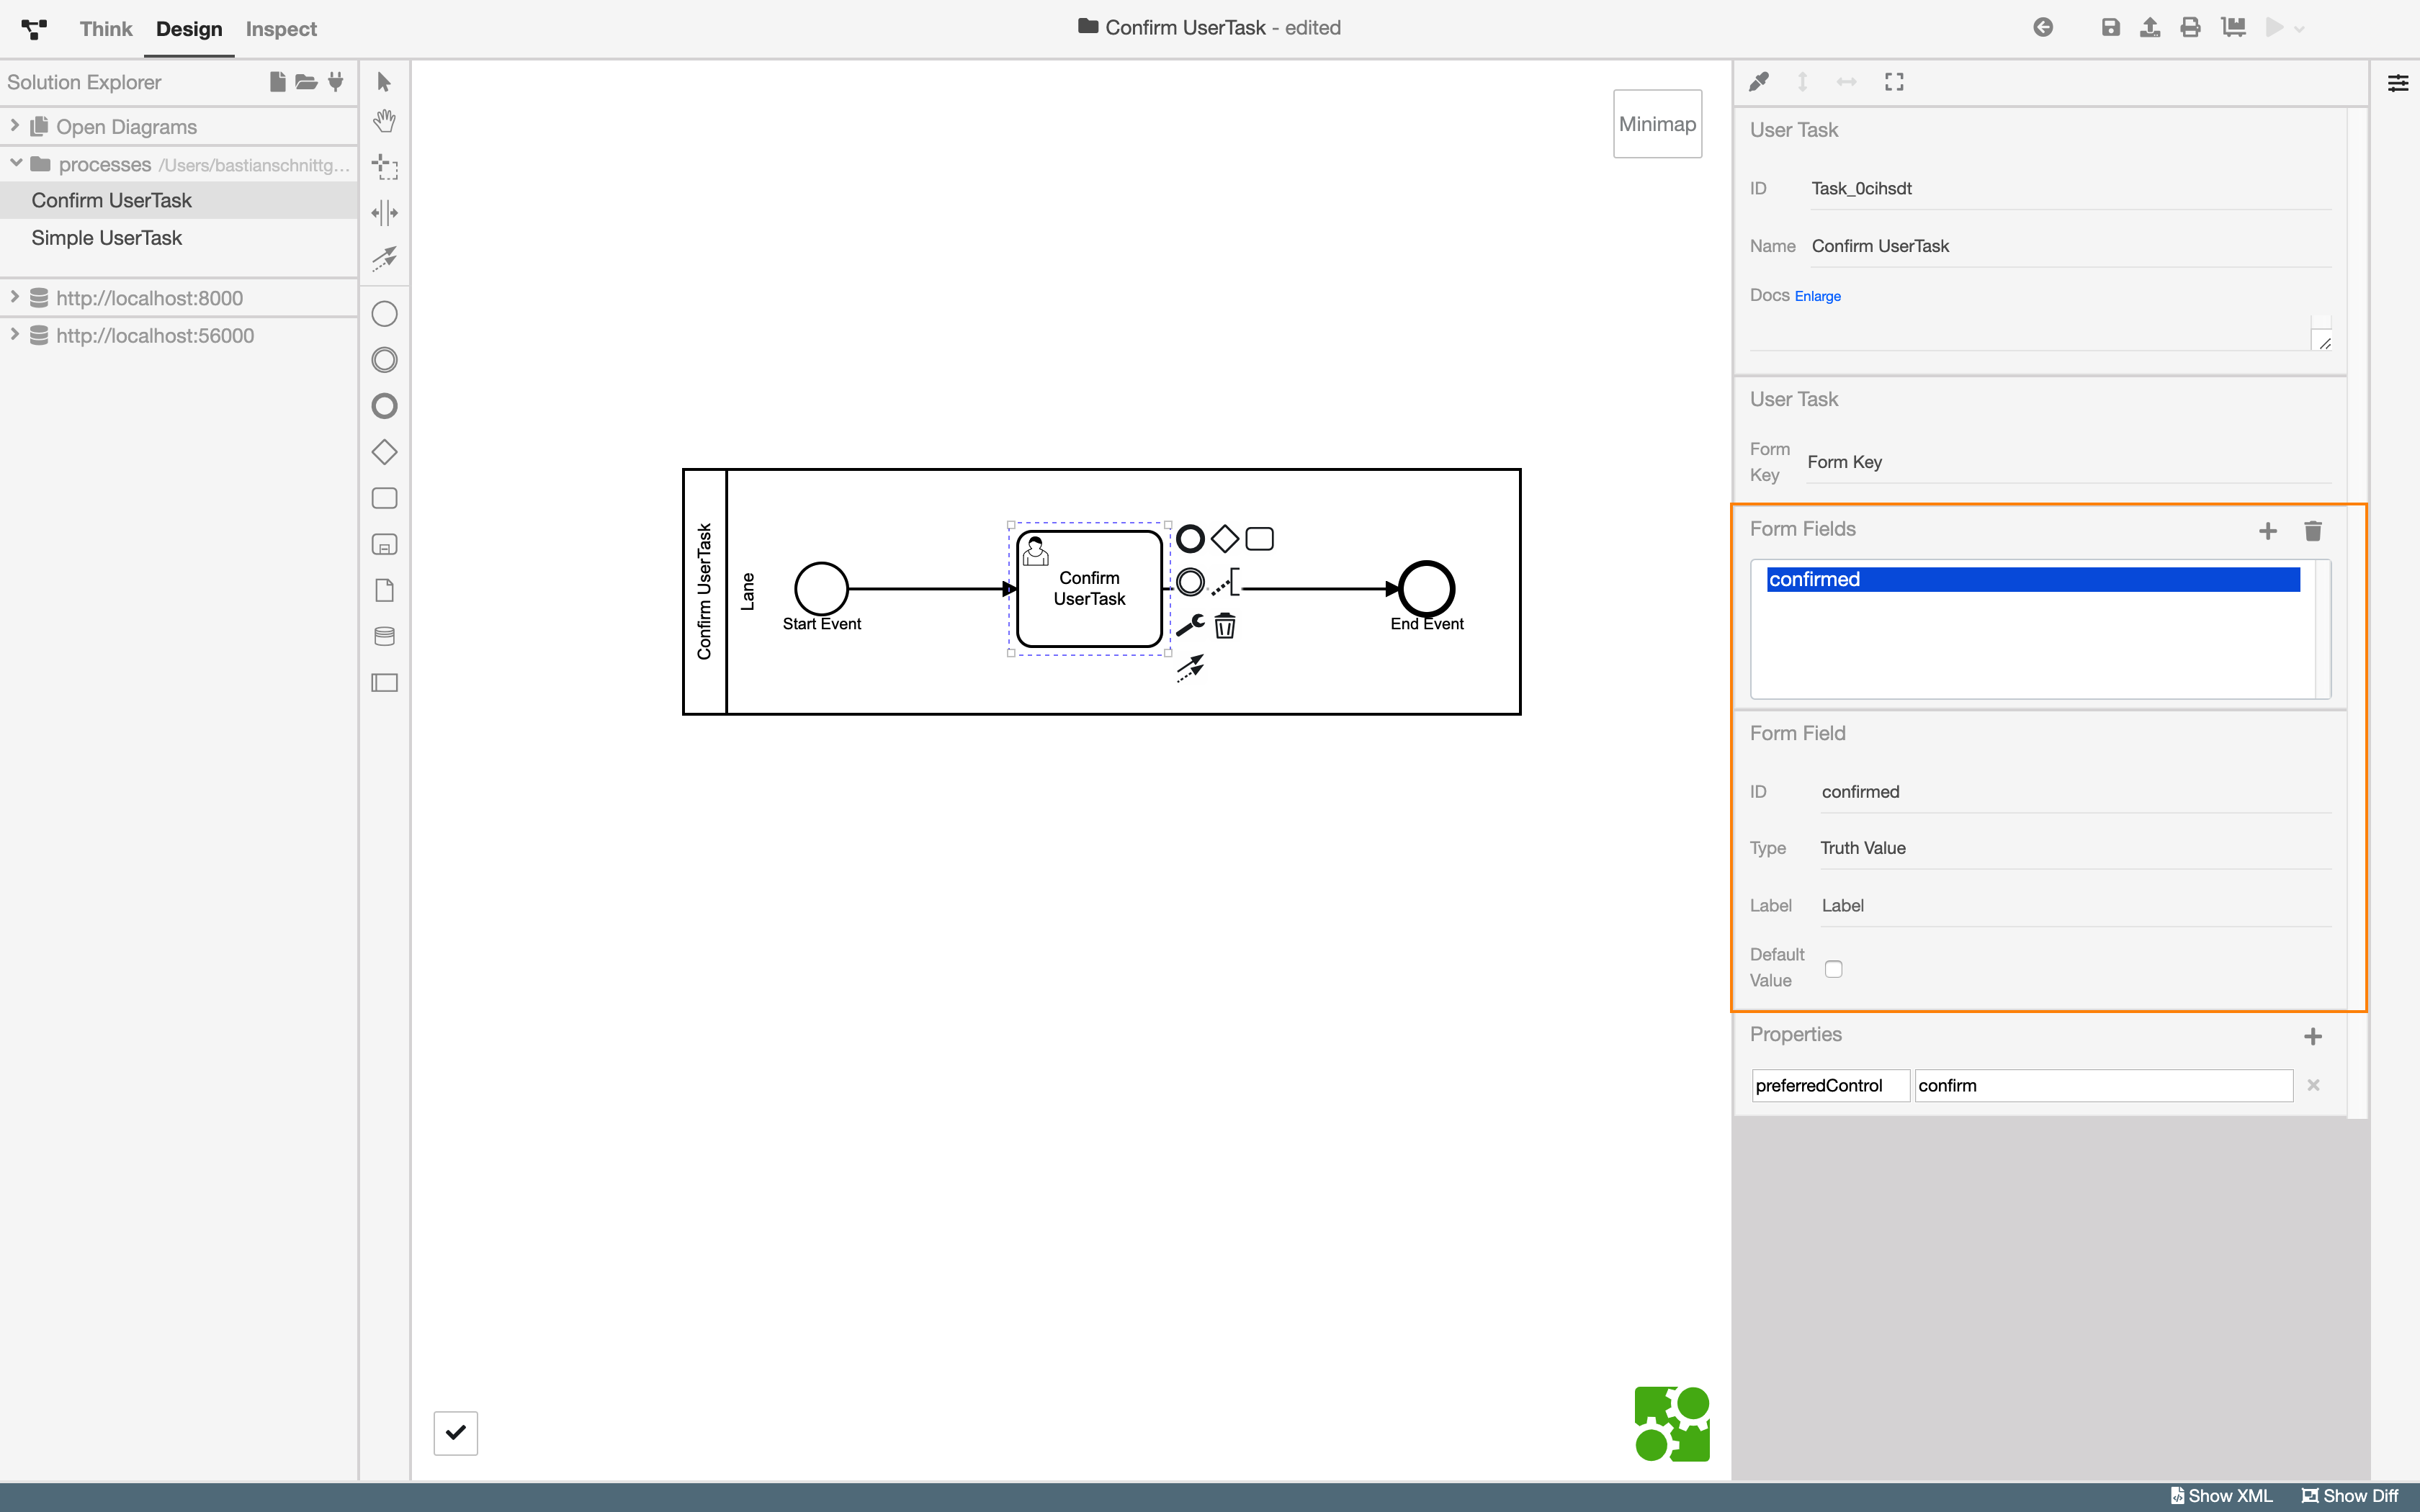 Think Design Inspect
Confirm UserTask - edited
Solution Explorer
Open Diagrams
processes /Users/bastianschnittg...
Confirm UserTask
Simple UserTask
http://localhost:8000
http://localhost:56000
Minimap
Confirm UserTask
Lane
Start Event
Confirm
UserTask
End Event
User Task
ID Task_0cihsdt
Name Confirm UserTask
Docs Enlarge
User Task
Form
Key
Form Key
Form Fields
confirmed
Form Field
ID confirmed
Type Truth Value
Label Label
Default
Value
Properties
preferredControl confirm
Show XML Show Diff